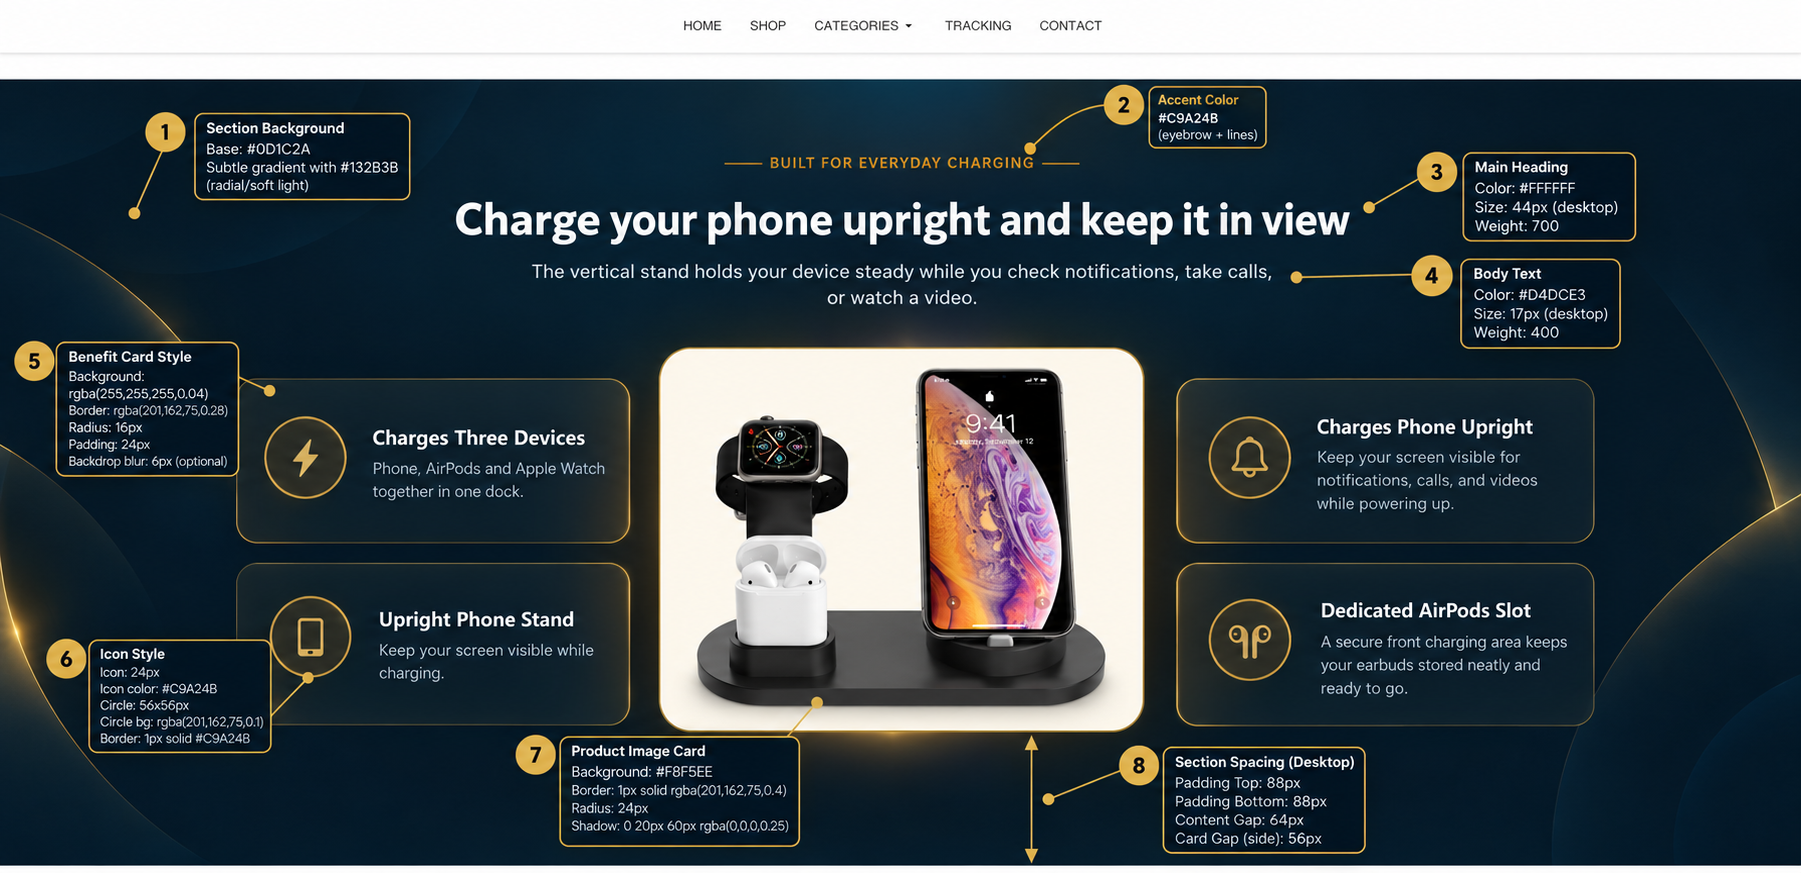 HOME SHOP CATEGORIES TRACKING CONTACT
1
Section Background
Base: #0D1C2A
Subtle gradient with #132B3B
(radial/soft light)
2
Accent Color
#C9A24B
(eyebrow + lines)
BUILT FOR EVERYDAY CHARGING
3
Main Heading
Color: #FFFFFF
Size: 44px (desktop)
Weight: 700
Charge your phone upright and keep it in view
The vertical stand holds your device steady while you check notifications, take calls,
or watch a video.
4
Body Text
Color: #D4DCE3
Size: 17px (desktop)
Weight: 400
5
Benefit Card Style
Background:
rgba(255,255,255,0.04)
Border: rgba(201,162,75,0.28)
Radius: 16px
Padding: 24px
Backdrop blur: 6px (optional)
Charges Three Devices
Phone, AirPods and Apple Watch
together in one dock.
9:41
Charges Phone Upright
Keep your screen visible for
notifications, calls, and videos
while powering up.
6
Icon Style
Icon: 24px
Icon color: #C9A24B
Circle: 56x56px
Circle bg: rgba(201,162,75,0.1)
Border: 1px solid #C9A24B
Upright Phone Stand
Keep your screen visible while
charging.
Dedicated AirPods Slot
A secure front charging area keeps
your earbuds stored neatly and
ready to go.
7
Product Image Card
Background: #F8F5EE
Border: 1px solid rgba(201,162,75,0.4)
Radius: 24px
Shadow: 0 20px 60px rgba(0,0,0,0.25)
8
Section Spacing (Desktop)
Padding Top: 88px
Padding Bottom: 88px
Content Gap: 64px
Card Gap (side): 56px